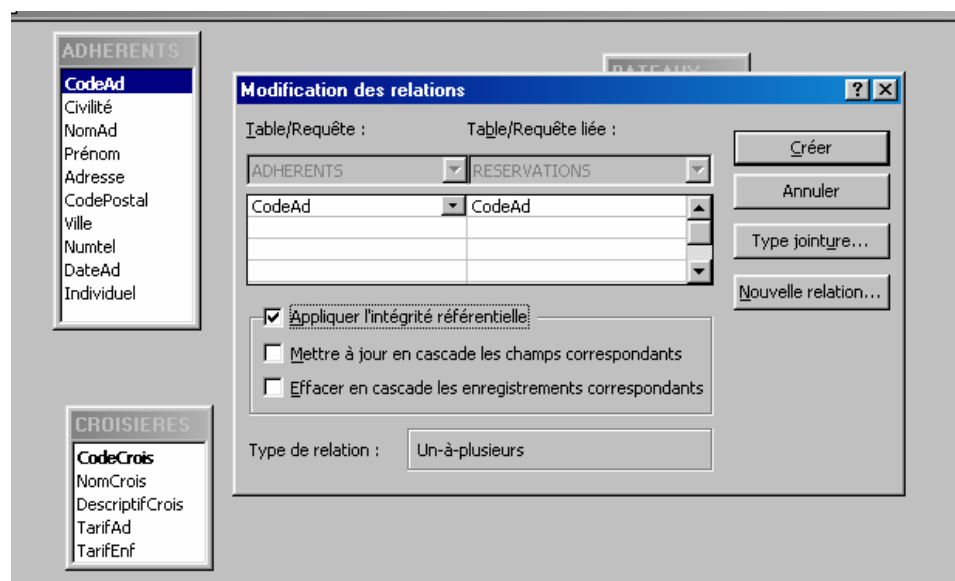 ADHERENTS
CodeAd
Civilité
NomAd
Prénom
Adresse
CodePostal
Ville
Numtel
DateAd
Individuel
BATEAUX
Modification des relations
Table/Requête :
Table/Requête liée :
ADHERENTS
RESERVATIONS
CodeAd
CodeAd
Appliquer l'intégrité référentielle
Mettre à jour en cascade les champs correspondants
Effacer en cascade les enregistrements correspondants
Type de relation :
Un-à-plusieurs
Créer
Annuler
Type jointure...
Nouvelle relation...
CROISIERES
CodeCrois
NomCrois
DescriptifCrois
TarifAd
TarifEnf